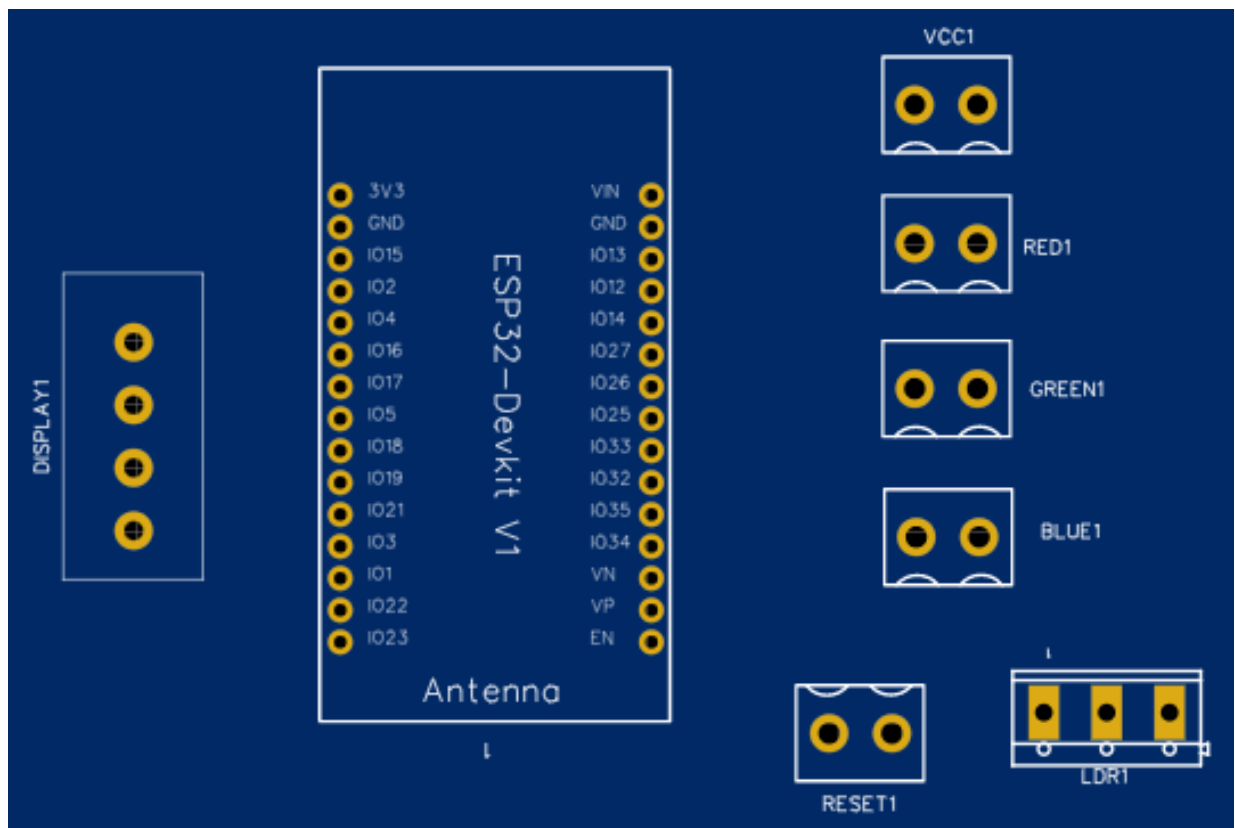 VCC1
3V3 VIN
GND GND
IO15 IO13
RED1
IO2 IO12
IO4 IO14
IO16 IO27
IO17 IO26
GREEN1
IO5 IO25
IO18 IO33
IO19 IO32
IO21 IO35
IO3 IO34
BLUE1
IO1 VN
IO22 VP
IO23 EN
ESP32-Devkit V1
DISPLAY1
Antenna
1
1
LDR1
RESET1